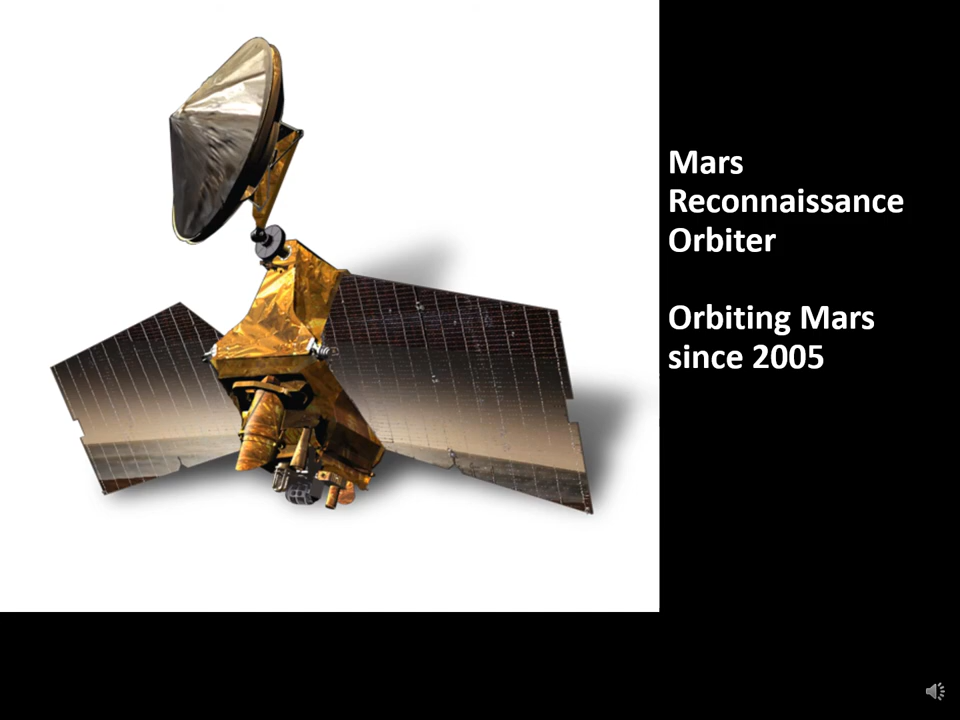 Mars
Reconnaissance
Orbiter
Orbiting Mars
since 2005